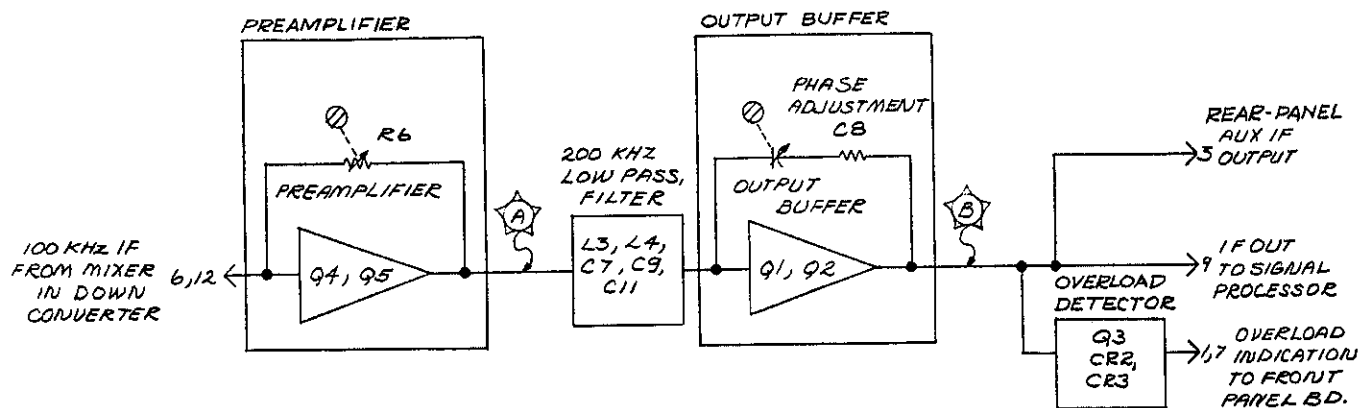 PREAMPLIFIER
R6
PREAMPLIFIER
100 KHz IF
FROM MIXER
IN DOWN
CONVERTER
6,12
Q4, Q5
A
200 KHZ
LOW PASS,
FILTER
L3, L4,
C7, C9,
C11
OUTPUT BUFFER
PHASE
ADJUSTMENT
C8
OUTPUT
BUFFER
Q1, Q2
B
REAR-PANEL
AUX IF
OUTPUT
3
IF OUT
TO SIGNAL
PROCESSOR
9
OVERLOAD
DETECTOR
Q3
CR2,
CR3
1,7
OVERLOAD
INDICATION
TO FRONT
PANEL BD.